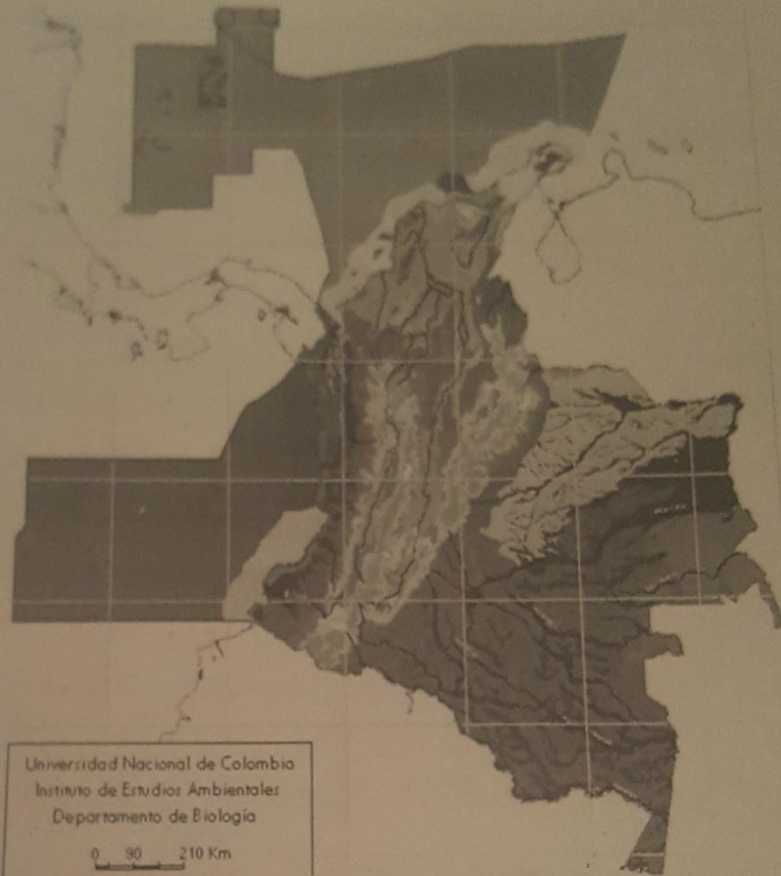 Universidad Nacional de Colombia
Instituto de Estudios Ambientales
Departamento de Biología
0 90 210 Km